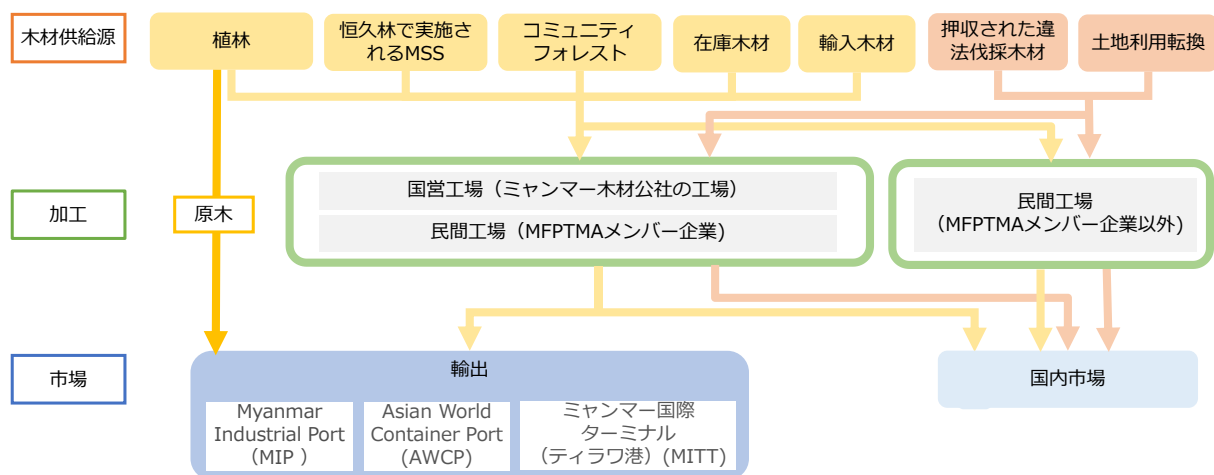 木材供給源
植林
恒久林で実施さ
れるMSS
コミュニティ
フォレスト
在庫木材
輸入木材
押収された違
法伐採木材
土地利用転換
加工
原木
国営工場（ミャンマー木材公社の工場）
民間工場（MFPTMAメンバー企業)
民間工場
（MFPTMAメンバー企業以外)
市場
輸出
Myanmar
Industrial Port
（MIP ）
Asian World
Container Port
(AWCP)
ミャンマー国際
ターミナル
（ティラワ港）(MITT)
国内市場